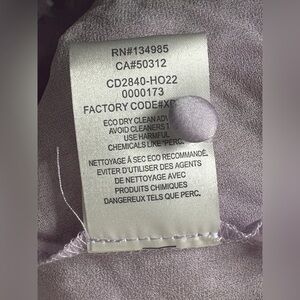 RN#134985
CA#50312
CD2840-HO22
0000173
FACTORY CODE#X
ECO DRY CLEAN
AVOID CLEANERS
USE HARMFUL
CHEMICALS LIKE "PERC.
NETTOYAGE À SEC ECO RECOMMANDÉ.
EVITER D'UTILISER DES AGENTS
DE NETTOYAGE AVEC
PRODUITS CHIMIQUES
DANGEREUX TELS QUE PERC.